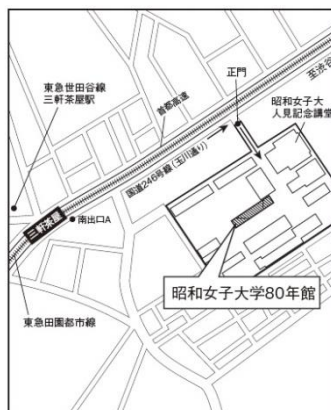 至渋谷
正門
東急世田谷線
三軒茶屋駅
首都高速
昭和女子大
人見記念講堂
国道246号線(玉川通り)
三軒茶屋
南出口A
昭和女子大学80年館
東急田園都市線